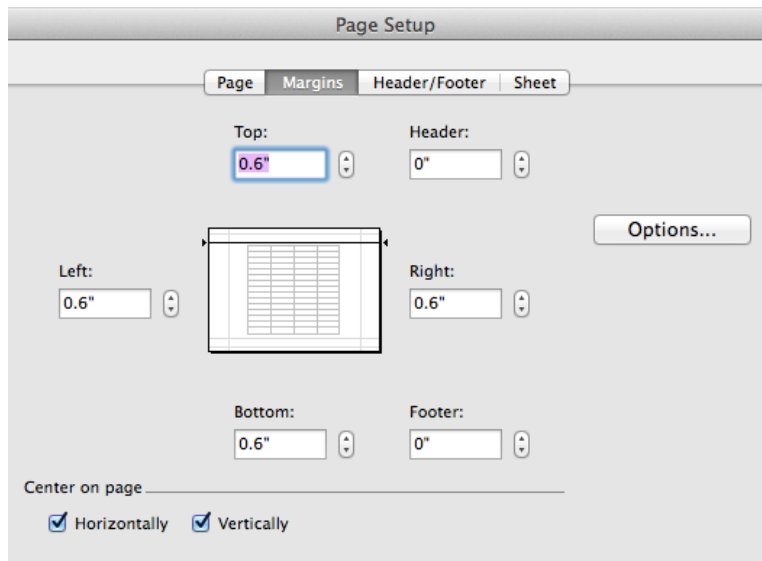 Page Setup
Page Margins Header/Footer Sheet
Top: Header:
0.6" 0"
Options...
Left: Right:
0.6" 0.6"
Bottom: Footer:
0.6" 0"
Center on page
Horizontally Vertically